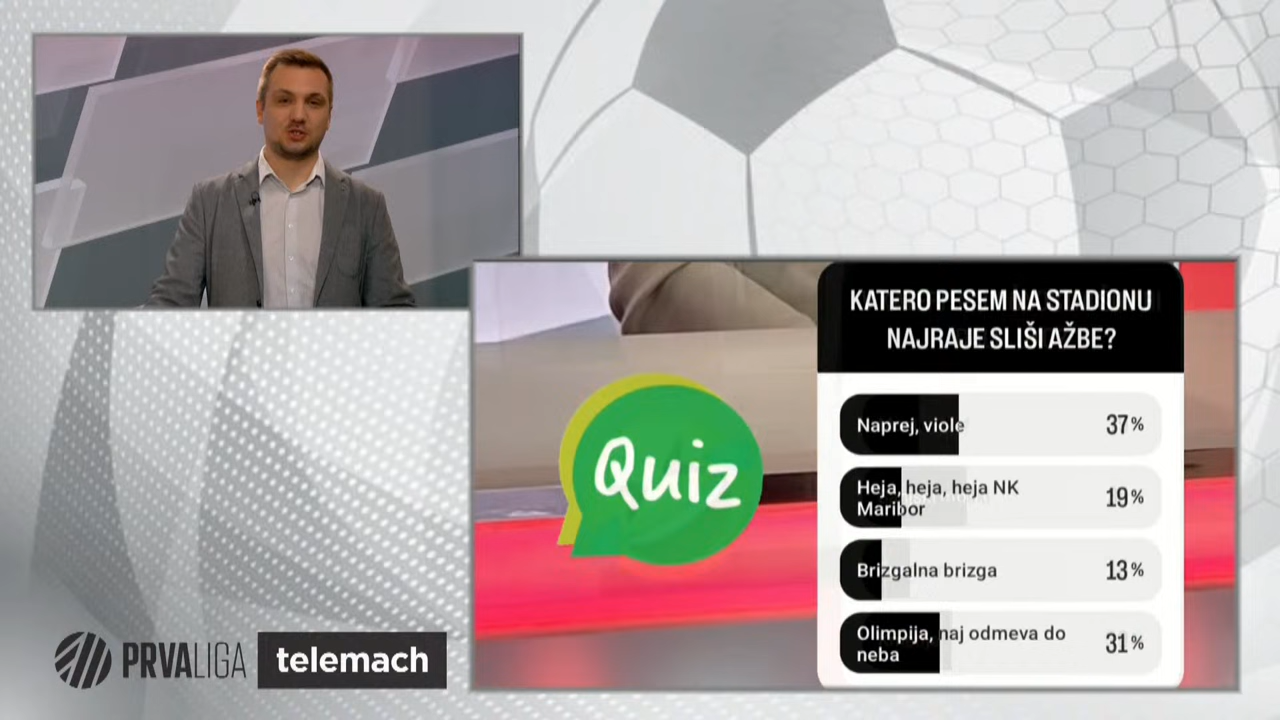 KATERO PESEM NA STADIONU
NAJRAJE SLIŠI AŽBE?
Quiz
Naprej, viole
37%
Heja, heja, heja NK
Maribor
19%
Brizgalna brizga
13%
Olimpija, naj odmeva do
neba
31%
PRVALIGA
telemach